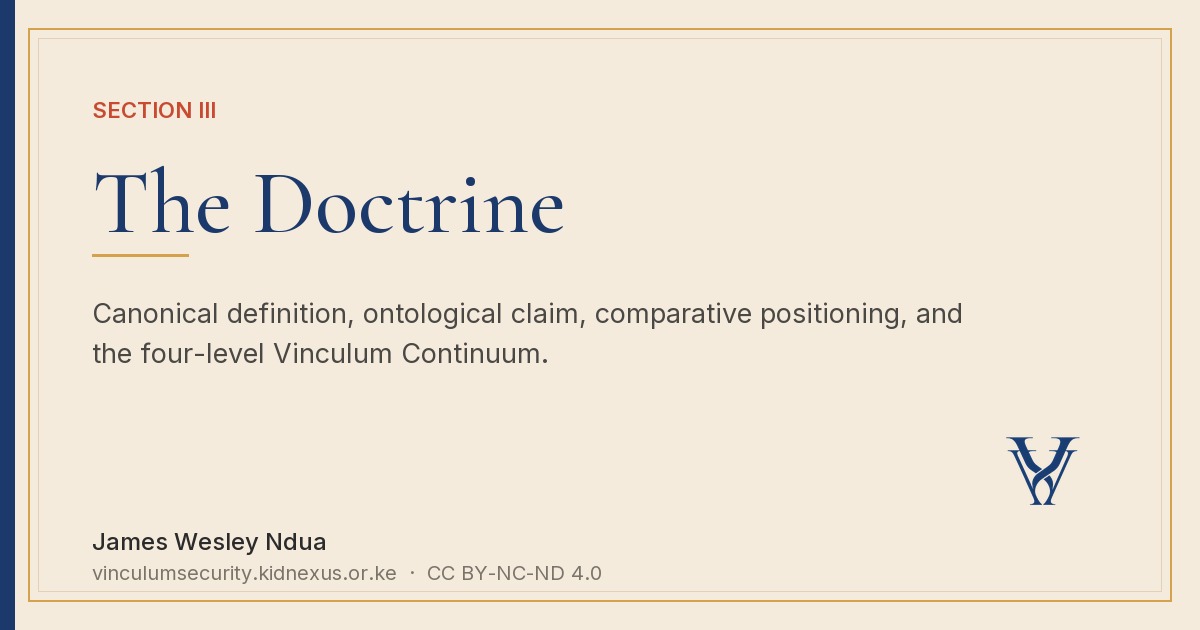 SECTION III
The Doctrine
Canonical definition, ontological claim, comparative positioning, and
the four-level Vinculum Continuum.
James Wesley Ndua
vinculumsecurity.kidnexus.or.ke · CC BY-NC-ND 4.0